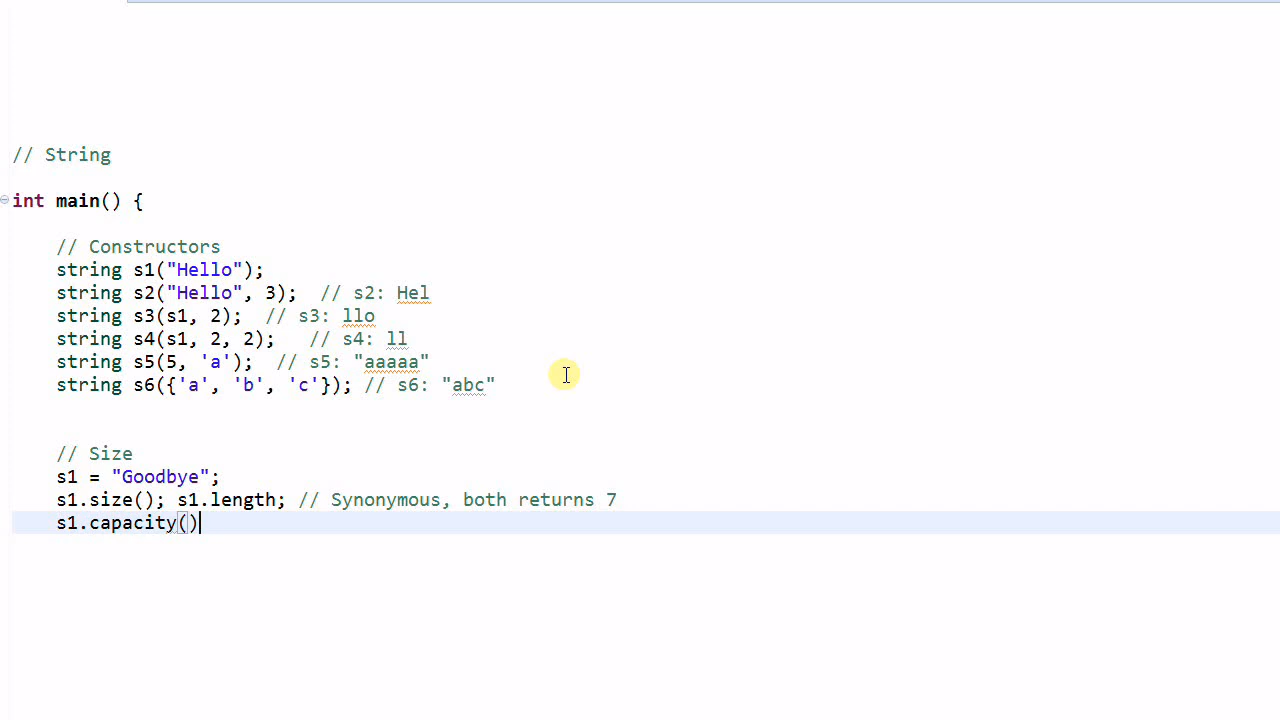 // String
int main() {
// Constructors
string s1("Hello");
string s2("Hello", 3);  // s2: Hel
string s3(s1, 2);  // s3: llo
string s4(s1, 2, 2);   // s4: ll
string s5(5, 'a');  // s5: "aaaaa"
string s6({'a', 'b', 'c'}); // s6: "abc"
// Size
s1 = "Goodbye";
s1.size(); s1.length; // Synonymous, both returns 7
s1.capacity()